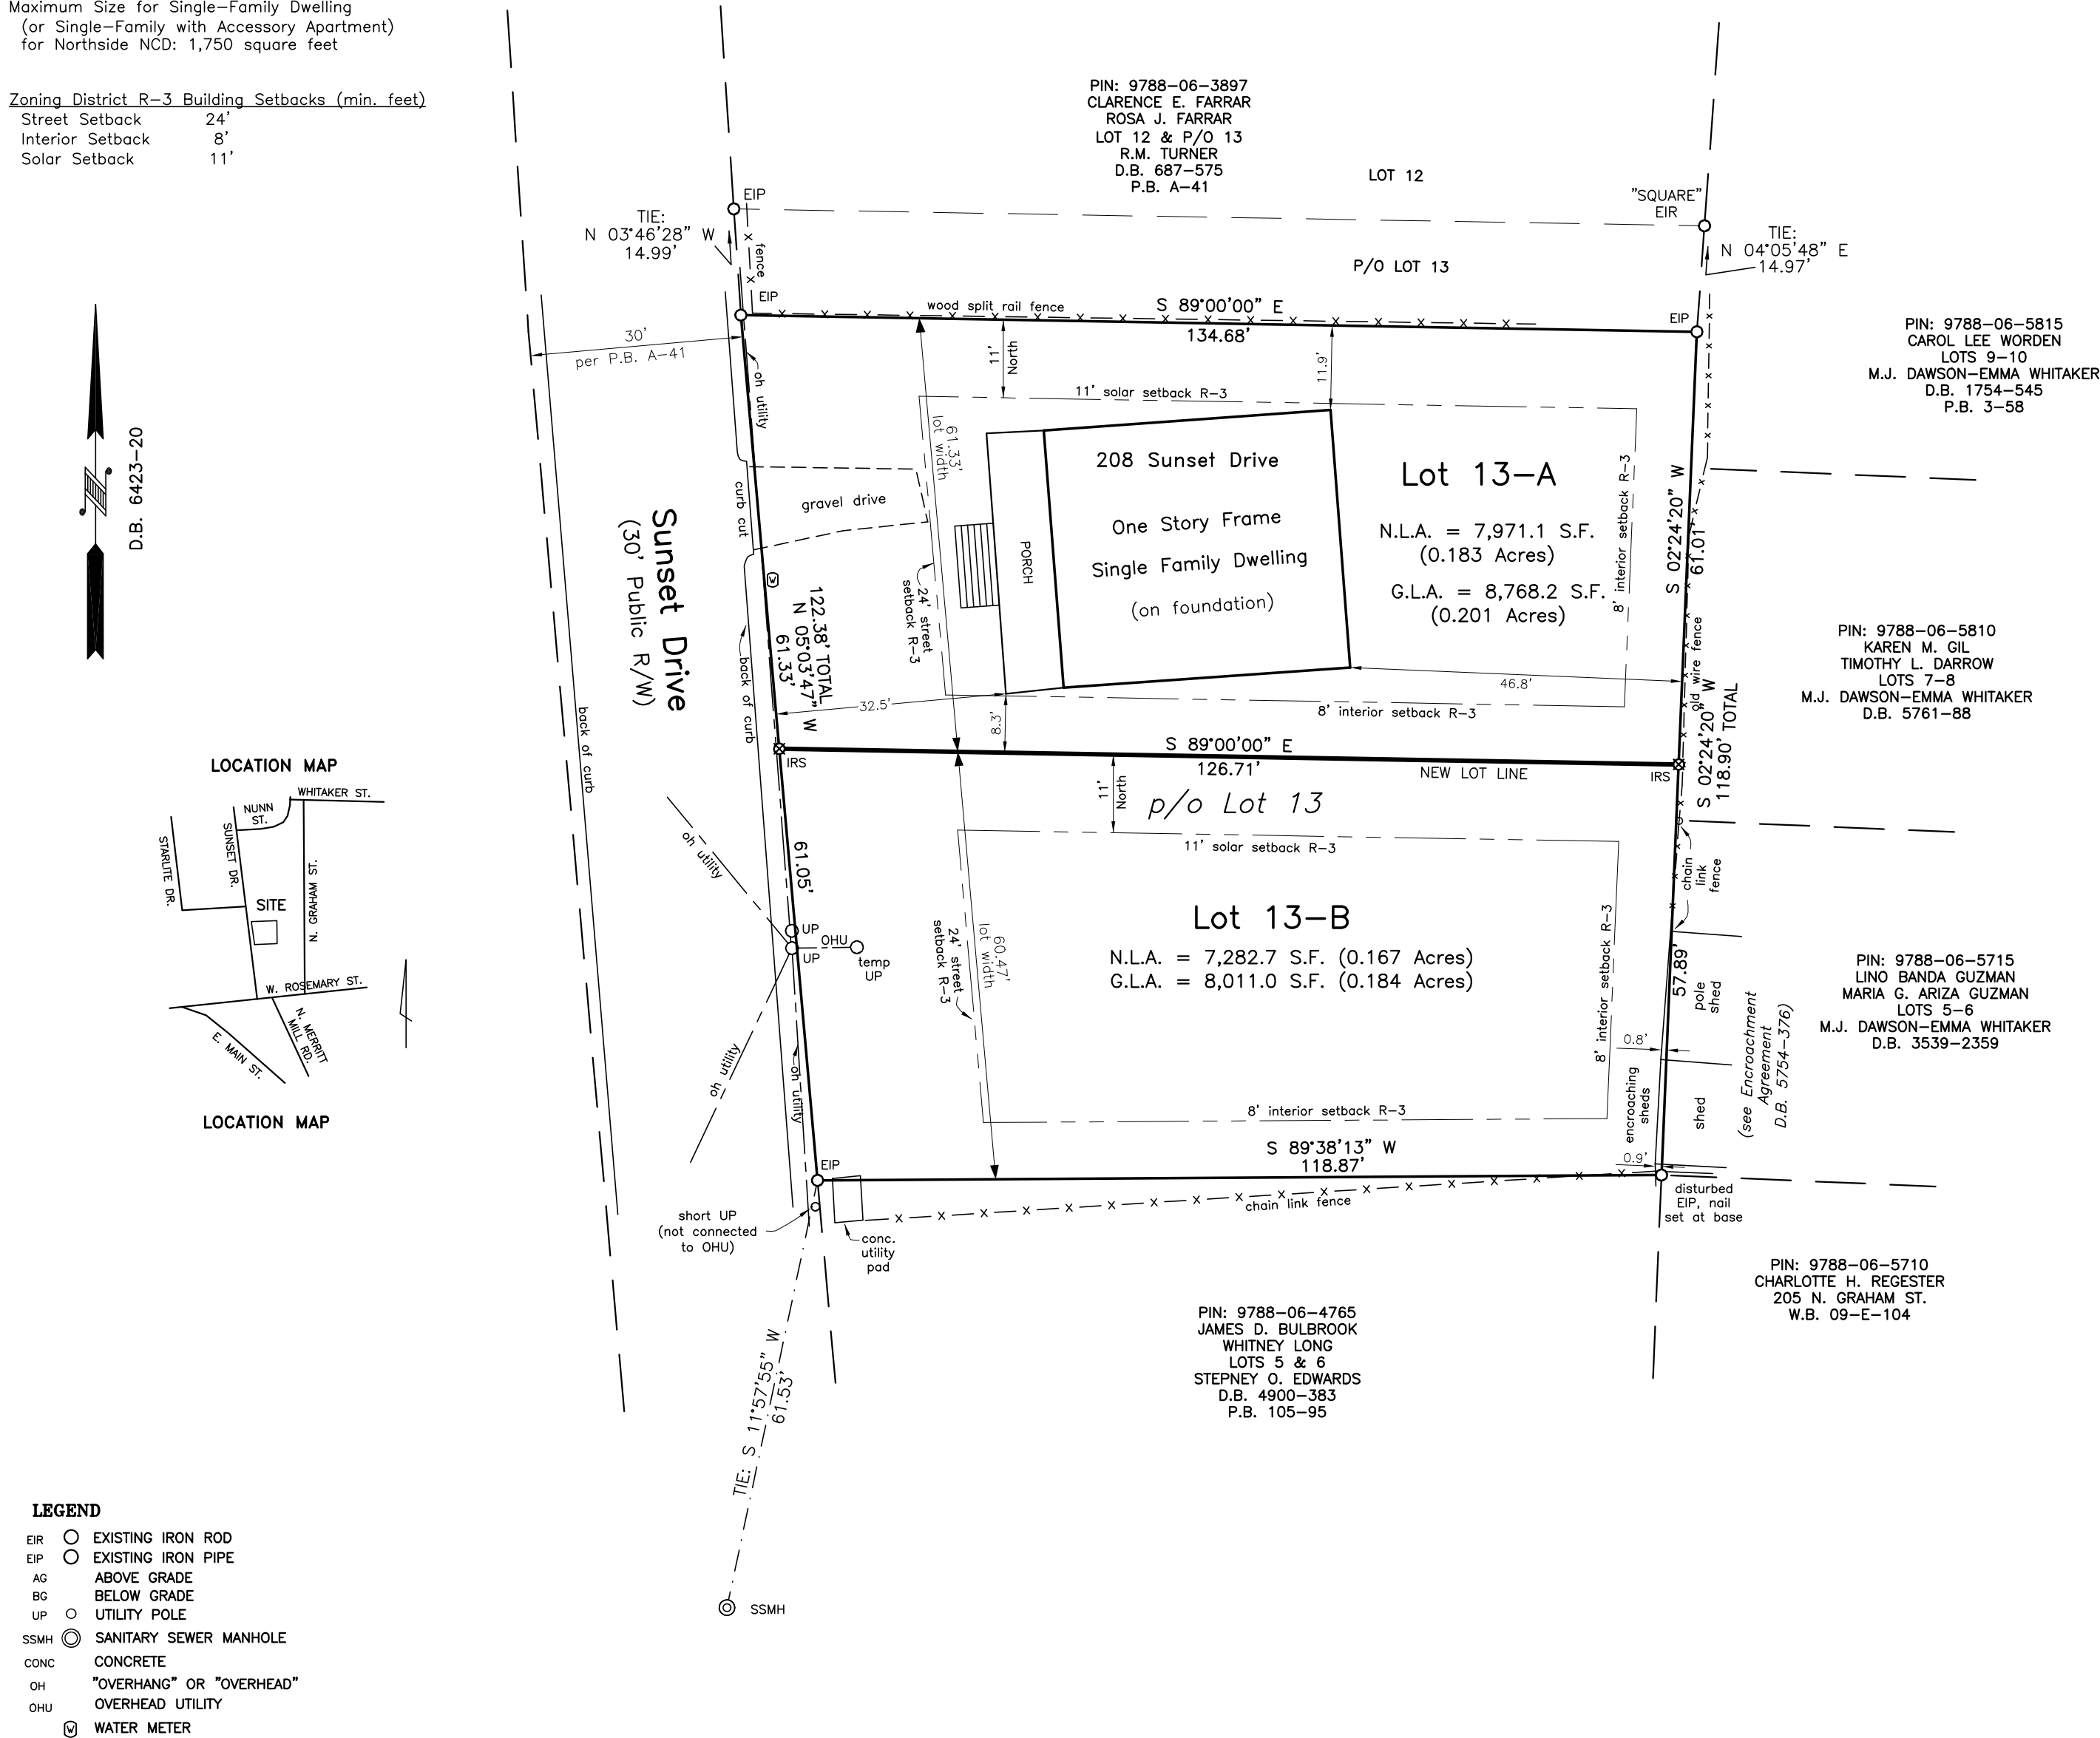 Maximum Size for Single-Family Dwelling
(or Single-Family with Accessory Apartment)
for Northside NCD: 1,750 square feet
Zoning District R-3 Building Setbacks (min. feet)
Street Setback 24'
Interior Setback 8'
Solar Setback 11'
PIN: 9788-06-3897
CLARENCE E. FARRAR
ROSA J. FARRAR
LOT 12 & P/O 13
R.M. TURNER
D.B. 687-575
P.B. A-41
LOT 12
"SQUARE"
EIR
EIP
TIE:
N 03°46'28" W
14.99'
fence
TIE:
N 04°05'48" E
14.97'
P/O LOT 13
EIP
wood split rail fence
S 89°00'00" E
134.68'
EIP
30'
per P.B. A-41
oh utility
11'
North
11.9'
11' solar setback R-3
PIN: 9788-06-5815
CAROL LEE WORDEN
LOTS 9-10
M.J. DAWSON-EMMA WHITAKER
D.B. 1754-545
P.B. 3-58
D.B. 6423-20
61.33'
lot width
208 Sunset Drive
One Story Frame
Single Family Dwelling
(on foundation)
PORCH
Lot 13-A
N.L.A. = 7,971.1 S.F.
(0.183 Acres)
G.L.A. = 8,768.2 S.F.
(0.201 Acres)
8' interior setback R-3
S 02°24'20" W
61.01'
old wire fence
gravel drive
curb cut
Sunset Drive
(30' Public R/W)
W
24' street
setback R-3
122.38' TOTAL
N 05°03'47" W
61.33'
back of curb
back of curb
32.5'
8.3'
46.8'
8' interior setback R-3
PIN: 9788-06-5810
KAREN M. GIL
TIMOTHY L. DARROW
LOTS 7-8
M.J. DAWSON-EMMA WHITAKER
D.B. 5761-88
S 02°24'20" W
118.90' TOTAL
IRS
S 89°00'00" E
126.71'
NEW LOT LINE
IRS
11'
North
p/o Lot 13
11' solar setback R-3
LOCATION MAP
WHITAKER ST.
NUNN
ST.
SUNSET DR.
STARLITE DR.
N. GRAHAM ST.
SITE
W. ROSEMARY ST.
N. MERRITT
MILL RD.
E. MAIN ST.
LOCATION MAP
oh utility
61.05'
UP
UP
OHU
temp
UP
oh utility
oh utility
60.47'
lot width
24' street
setback R-3
Lot 13-B
N.L.A. = 7,282.7 S.F. (0.167 Acres)
G.L.A. = 8,011.0 S.F. (0.184 Acres)
8' interior setback R-3
chain
link
fence
57.89'
pole
shed
0.8'
encroaching
sheds
shed
0.9'
(see Encroachment
Agreement
D.B. 5754-376)
PIN: 9788-06-5715
LINO BANDA GUZMAN
MARIA G. ARIZA GUZMAN
LOTS 5-6
M.J. DAWSON-EMMA WHITAKER
D.B. 3539-2359
8' interior setback R-3
S 89°38'13" W
118.87'
EIP
short UP
(not connected
to OHU)
conc.
utility
pad
chain link fence
disturbed
EIP, nail
set at base
PIN: 9788-06-5710
CHARLOTTE H. REGESTER
205 N. GRAHAM ST.
W.B. 09-E-104
PIN: 9788-06-4765
JAMES D. BULBROOK
WHITNEY LONG
LOTS 5 & 6
STEPNEY O. EDWARDS
D.B. 4900-383
P.B. 105-95
TIE: S 11°57'55" W
61.53'
SSMH
LEGEND
EIR EXISTING IRON ROD
EIP EXISTING IRON PIPE
AG ABOVE GRADE
BG BELOW GRADE
UP UTILITY POLE
SSMH SANITARY SEWER MANHOLE
CONC CONCRETE
OH "OVERHANG" OR "OVERHEAD"
OHU OVERHEAD UTILITY
W WATER METER